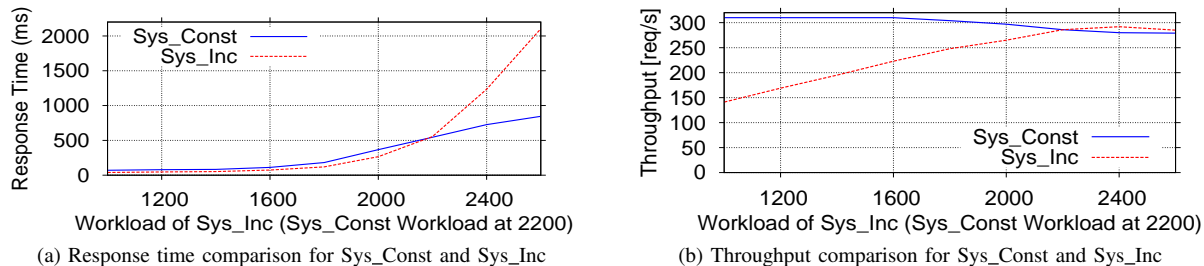 Response Time (ms)
2000
1500
1000
500
0
Sys_Const
Sys_Inc
1200 1600 2000 2400
Workload of Sys_Inc (Sys_Const Workload at 2200)
(a) Response time comparison for Sys_Const and Sys_Inc
Throughput [req/s]
300
250
200
150
100
50
0
Sys_Const
Sys_Inc
1200 1600 2000 2400
Workload of Sys_Inc (Sys_Const Workload at 2200)
(b) Throughput comparison for Sys_Const and Sys_Inc